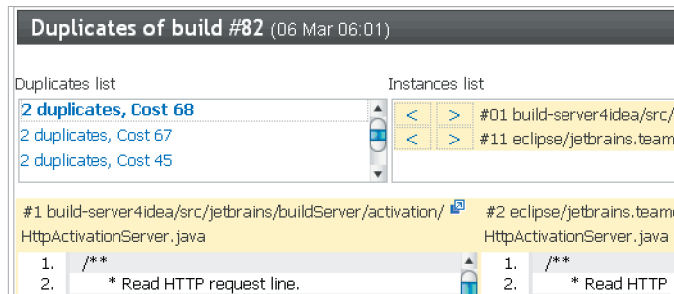 Duplicates of build #82 (06 Mar 06:01)
Duplicates list
Instances list
2 duplicates, Cost 68
2 duplicates, Cost 67
2 duplicates, Cost 45
< > #01 build-server4idea/src/
< > #11 eclipse/jetbrains.team
#1 build-server4idea/src/jetbrains/buildServer/activation/
HttpActivationServer.java
1. /**
2. * Read HTTP request line.
#2 eclipse/jetbrains.team
HttpActivationServer.java
1. /**
2. * Read HTTP